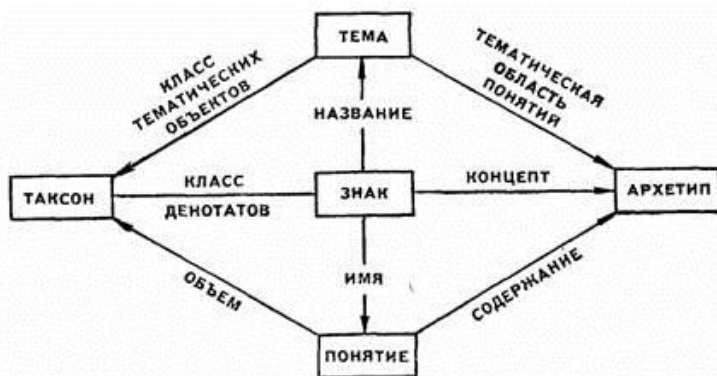 ТЕМА
КЛАСС
ТЕМАТИЧЕСКИХ
ОБЪЕКТОВ
ТЕМАТИЧЕСКАЯ
ОБЛАСТЬ
ПОНЯТИЙ
НАЗВАНИЕ
ТАКСОН
КЛАСС
ДЕНОТАТОВ
ЗНАК
КОНЦЕПТ
АРХЕТИП
ОБЪЕМ
ИМЯ
СОДЕРЖАНИЕ
ПОНЯТИЕ